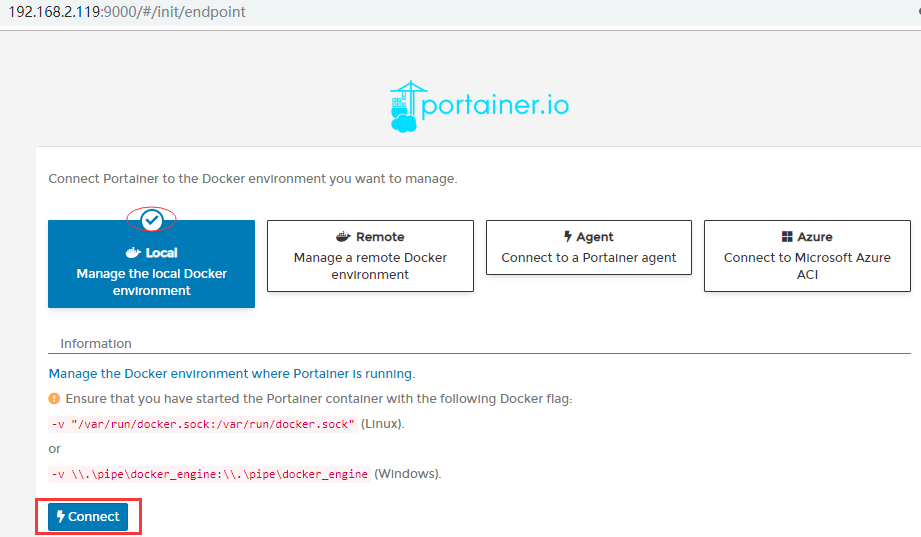 192.168.2.119:9000/#/init/endpoint
portainer.io
Connect Portainer to the Docker environment you want to manage.
Local
Manage the local Docker
environment
Remote
Manage a remote Docker
environment
Agent
Connect to a Portainer agent
Azure
Connect to Microsoft Azure
ACI
Information
Manage the Docker environment where Portainer is running.
Ensure that you have started the Portainer container with the following Docker flag:
-v "/var/run/docker.sock:/var/run/docker.sock" (Linux).
or
-v \\.\pipe\docker_engine:\\.\pipe\docker_engine (Windows).
Connect